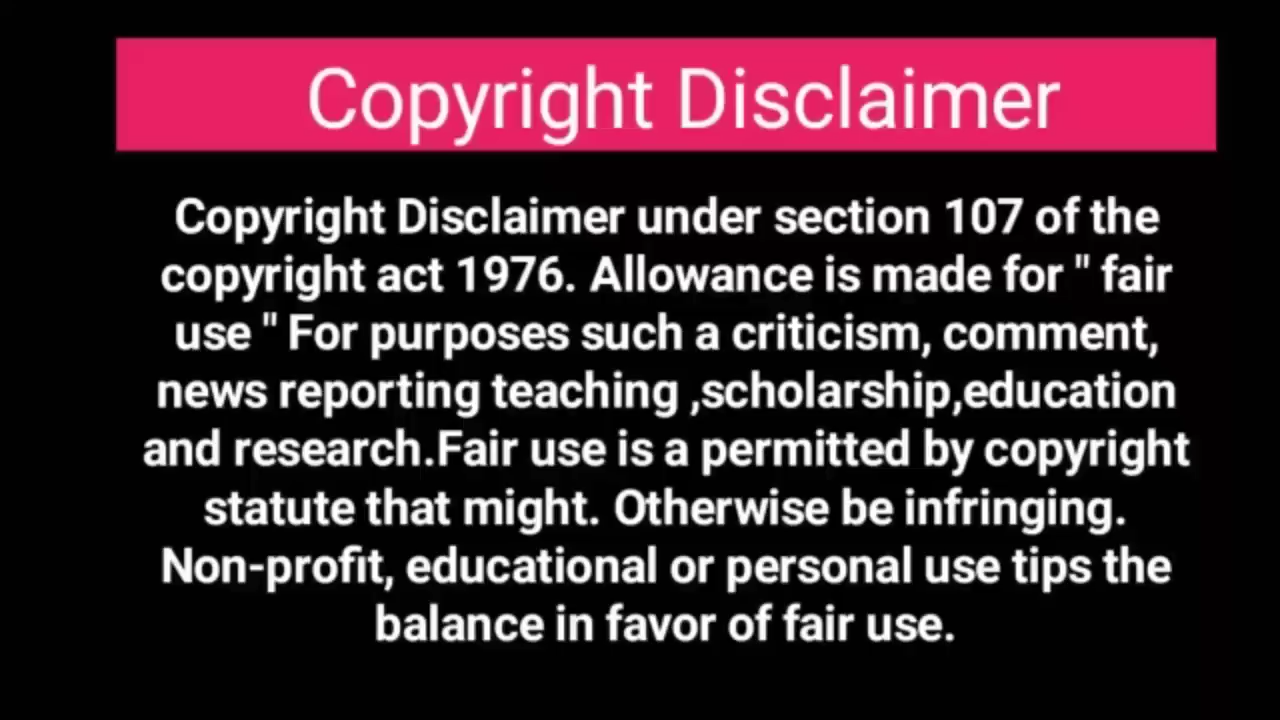 Copyright Disclaimer
Copyright Disclaimer under section 107 of the
copyright act 1976. Allowance is made for " fair
use " For purposes such a criticism, comment,
news reporting teaching ,scholarship,education
and research.Fair use is a permitted by copyright
statute that might. Otherwise be infringing.
Non-profit, educational or personal use tips the
balance in favor of fair use.